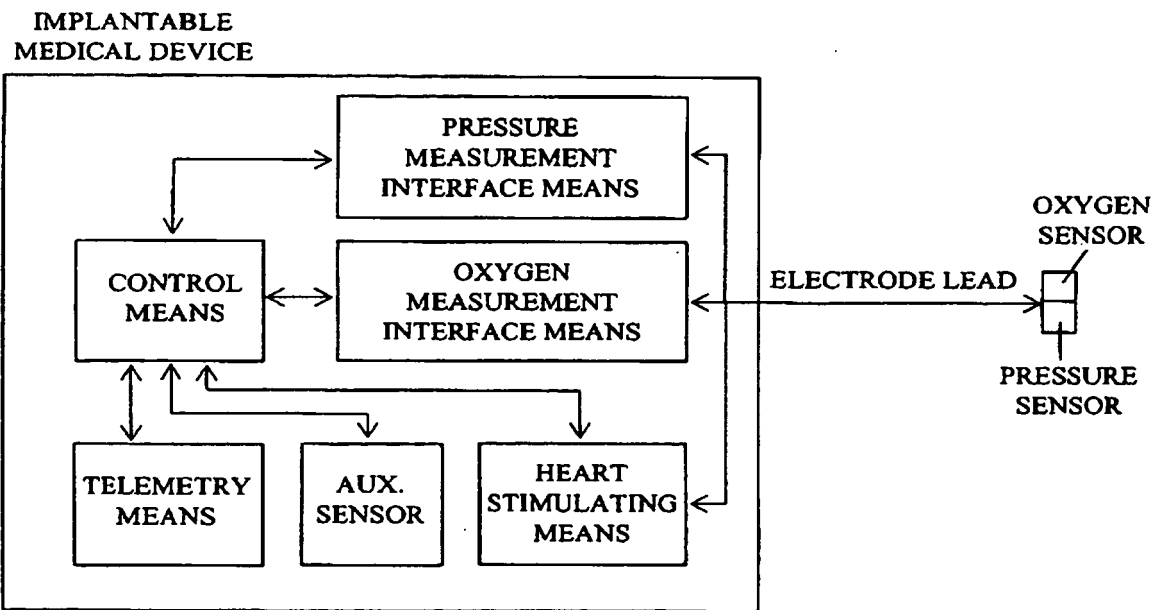 IMPLANTABLE
MEDICAL DEVICE
PRESSURE
MEASUREMENT
INTERFACE MEANS
CONTROL
MEANS
OXYGEN
MEASUREMENT
INTERFACE MEANS
ELECTRODE LEAD
OXYGEN
SENSOR
PRESSURE
SENSOR
TELEMETRY
MEANS
AUX.
SENSOR
HEART
STIMULATING
MEANS